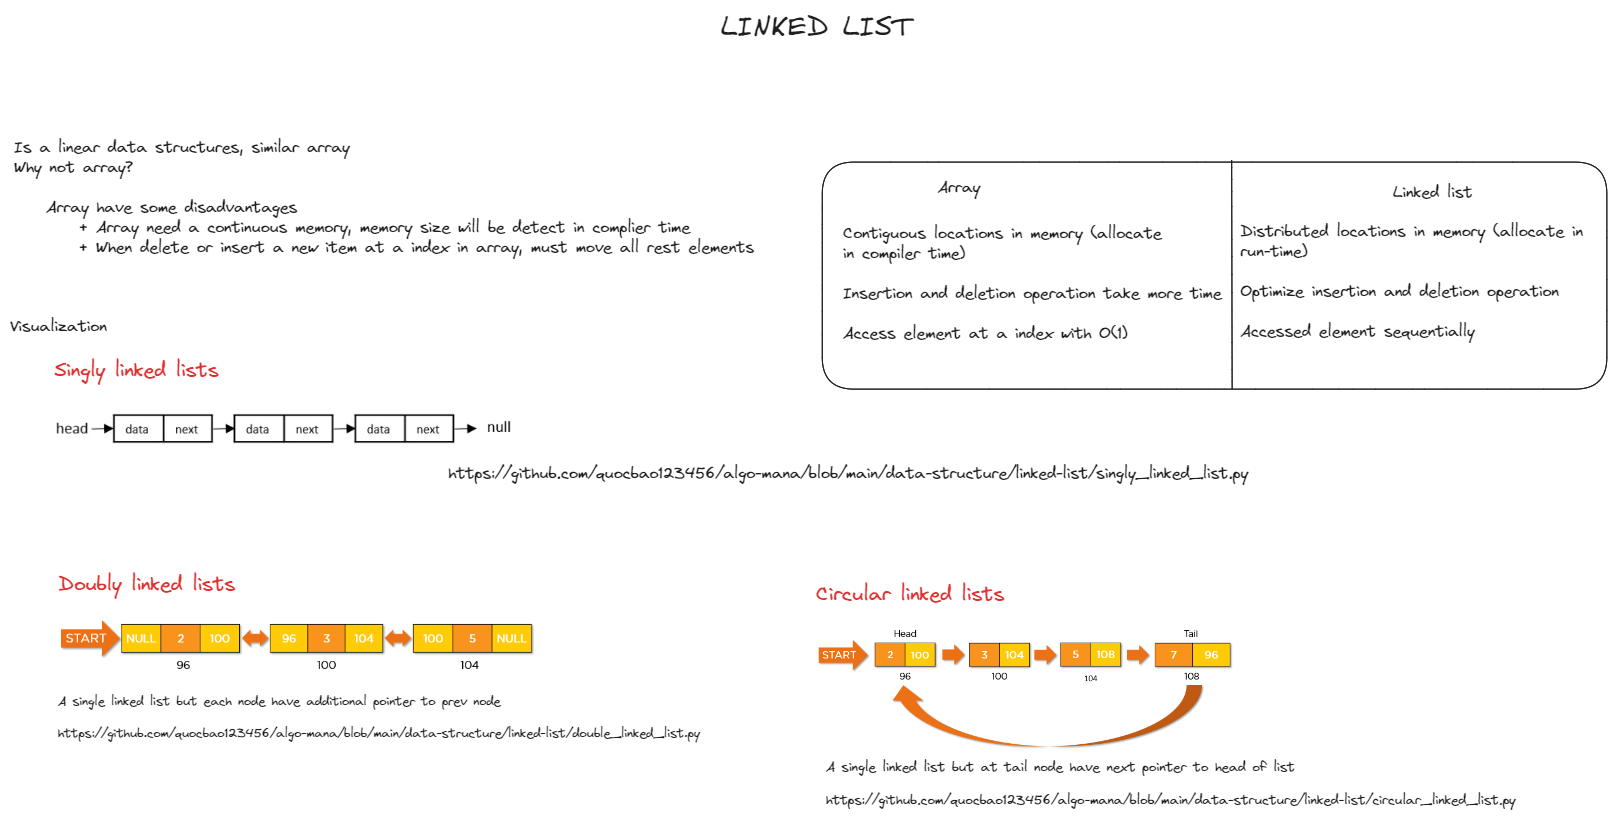 LINKED LIST
Is a linear data structures, similar array
Why not array?
Array have some disadvantages
+ Array need a continuous memory, memory size will be detect in complier time
+ When delete or insert a new item at a index in array, must move all rest elements
Array
Contiguous locations in memory (allocate
in compiler time)
Insertion and deletion operation take more time
Access element at a index with O(1)
Linked list
Distributed locations in memory (allocate in
run-time)
Optimize insertion and deletion operation
Accessed element sequentially
Visualization
Singly linked lists
head data next data next data next null
https://github.com/quocbao123456/algo-mana/blob/main/data-structure/linked-list/singly_linked_list.py
Doubly linked lists
START NULL 2 100 96 3 104 100 5 NULL
96 100 104
A single linked list but each node have additional pointer to prev node
https://github.com/quocbao123456/algo-mana/blob/main/data-structure/linked-list/double_linked_list.py
Circular linked lists
Head Tail
START 2 100 3 104 5 108 7 96
96 100 104 108
A single linked list but at tail node have next pointer to head of list
https://github.com/quocbao123456/algo-mana/blob/main/data-structure/linked-list/circular_linked_list.py